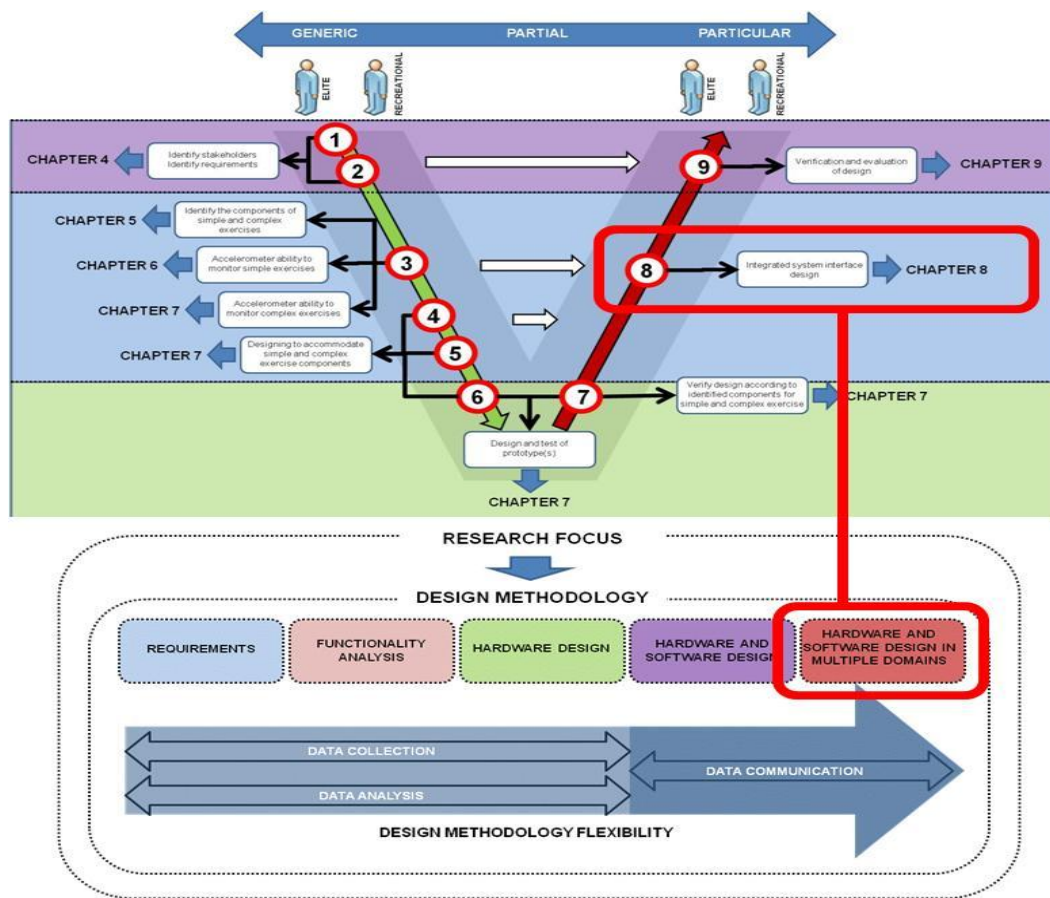 GENERIC
PARTIAL
PARTICULAR
ELITE
RECREATIONAL
ELITE
RECREATIONAL
1
2
3
4
5
6
7
8
9
CHAPTER 4
Identify stakeholders
Identify requirements
Verification and evaluation
of design
CHAPTER 9
CHAPTER 5
Identify the components of
simple and complex
exercises
CHAPTER 6
Accelerometer ability to
monitor simple exercises
Integrated system interface
design
CHAPTER 8
CHAPTER 7
Accelerometer ability to
monitor complex exercises
CHAPTER 7
Designing to accommodate
simple and complex
exercise components
Verify design according to
identified components for
simple and complex exercise
CHAPTER 7
Design and test of
prototype(s)
CHAPTER 7
RESEARCH FOCUS
DESIGN METHODOLOGY
REQUIREMENTS
FUNCTIONALITY
ANALYSIS
HARDWARE DESIGN
HARDWARE AND
SOFTWARE DESIGN
HARDWARE AND
SOFTWARE DESIGN IN
MULTIPLE DOMAINS
DATA COLLECTION
DATA COMMUNICATION
DATA ANALYSIS
DESIGN METHODOLOGY FLEXIBILITY